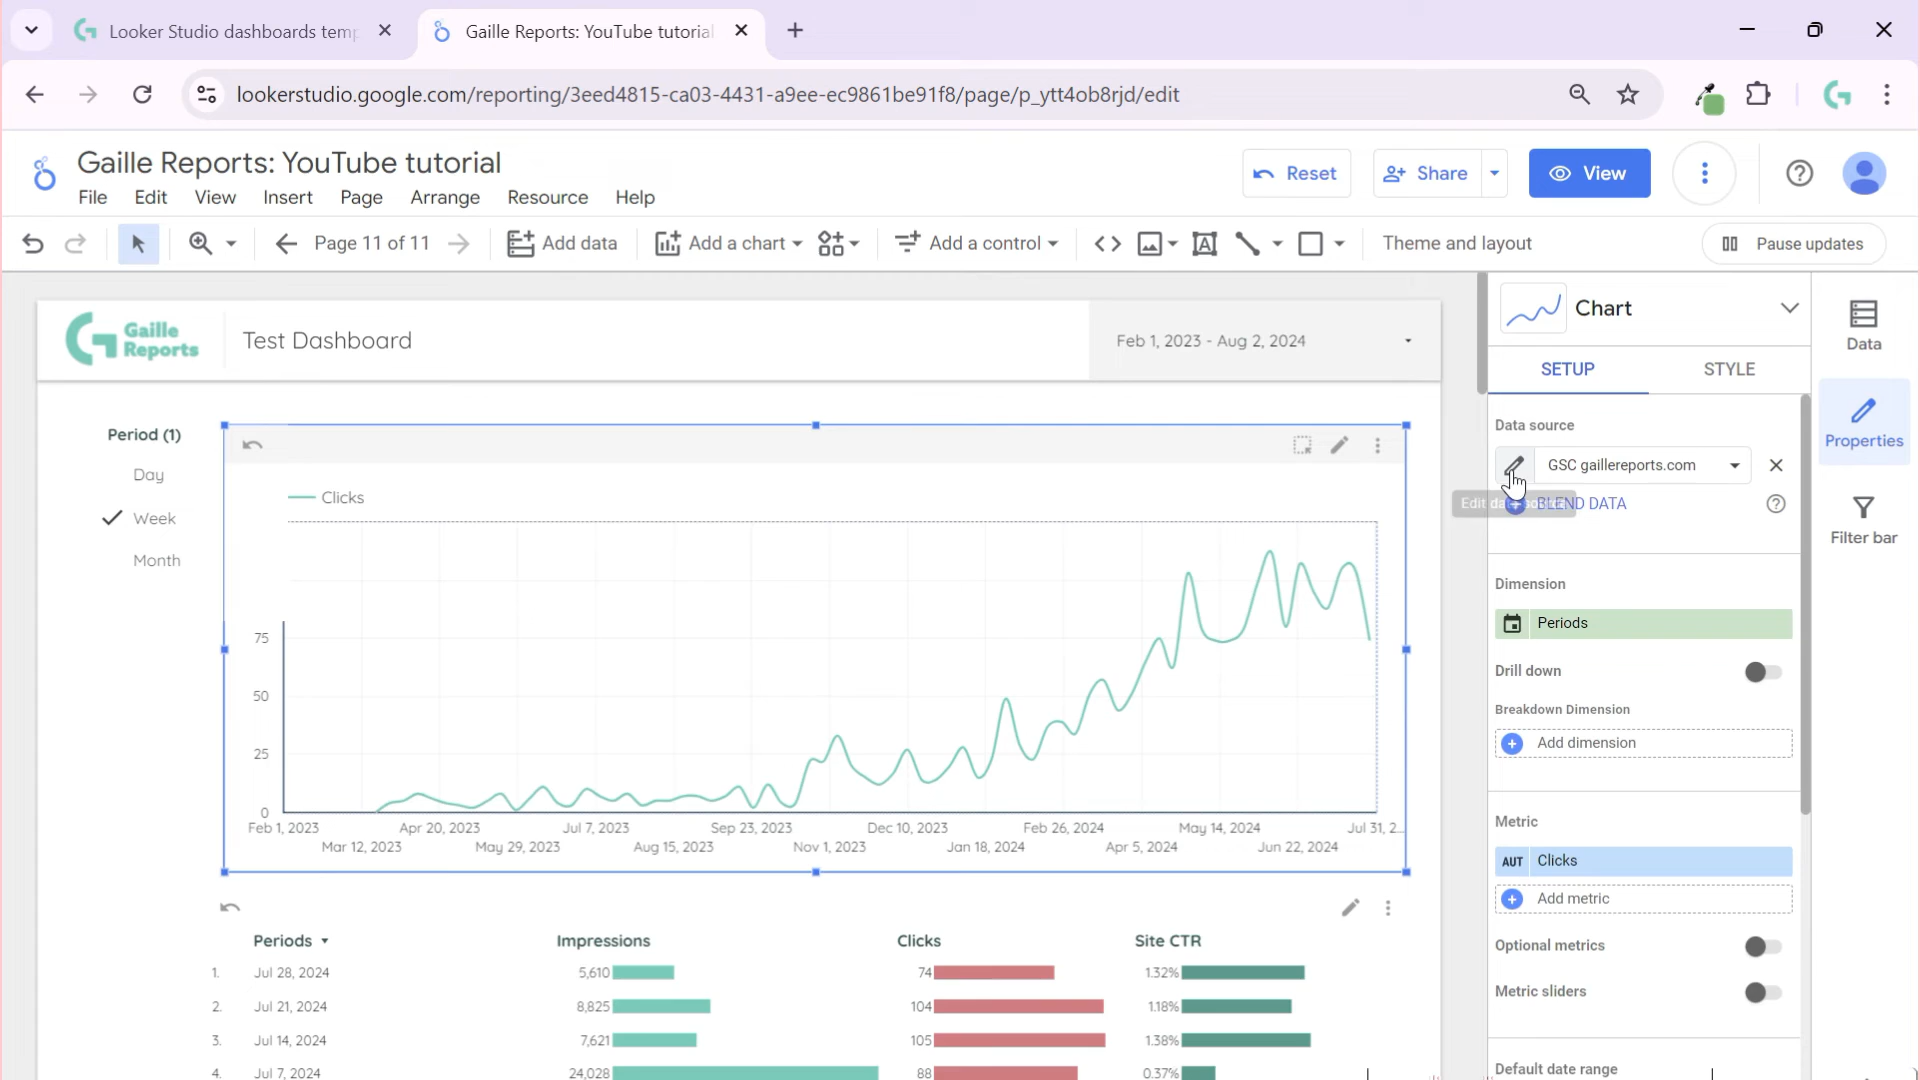 Looker Studio dashboards temp
Gaille Reports: YouTube tutorial
lookerstudio.google.com/reporting/3eed4815-ca03-4431-a9ee-ec9861be91f8/page/p_ytt4ob8rjd/edit
Gaille Reports: YouTube tutorial
Reset
Share
View
File Edit View Insert Page Arrange Resource Help
Page 11 of 11
Add data
Add a chart
Add a control
Theme and layout
Pause updates
Gaille
Reports
Test Dashboard
Feb 1, 2023 - Aug 2, 2024
Period (1)
Day
Week
Month
Clicks
75
50
25
0
Feb 1, 2023 Apr 20, 2023 Jul 7, 2023 Sep 23, 2023 Dec 10, 2023 Feb 26, 2024 May 14, 2024 Jul 31, 2...
Mar 12, 2023 May 29, 2023 Aug 15, 2023 Nov 1, 2023 Jan 18, 2024 Apr 5, 2024 Jun 22, 2024
Periods Impressions Clicks Site CTR
1. Jul 28, 2024 5,610 74 1.32%
2. Jul 21, 2024 8,825 104 1.18%
3. Jul 14, 2024 7,621 105 1.38%
4. Jul 7, 2024 24,028 88 0.37%
Chart
SETUP STYLE
Data source
GSC gaillereports.com
BLEND DATA
Dimension
Periods
Drill down
Breakdown Dimension
Add dimension
Metric
AUT Clicks
Add metric
Optional metrics
Metric sliders
Default date range
Data
Properties
Filter bar